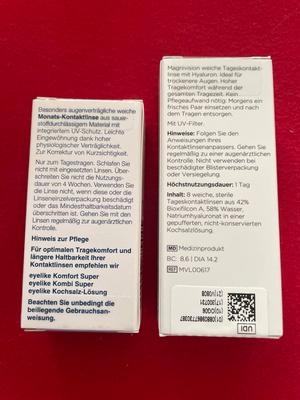 Besonders augenverträgliche weiche
Monats-Kontaktlinse aus sauer-
stoffdurchlässigem Material mit
integriertem UV-Schutz. Leichte
Eingewöhnung dank hoher
physiologischer Verträglichkeit.
Zur Korrektur von Kurzsichtigkeit.
Nur zum Tagestragen. Schlafen Sie
nicht mit eingesetzten Linsen. Über-
schreiten Sie nicht die Nutzungs-
dauer von 4 Wochen. Verwenden Sie
die Linse nicht, wenn diese oder die
Linseneinzelverpackung beschädigt
oder das Mindesthaltbarkeitsdatum
überschritten ist. Gehen Sie mit den
Linsen regelmäßig zur augenärztlichen
Kontrolle.
Hinweis zur Pflege
Für optimalen Tragekomfort und
längere Haltbarkeit Ihrer
Kontaktlinsen empfehlen wir
eyelike Komfort Super
eyelike Kombi Super
eyelike Kochsalz-Lösung
Beachten Sie unbedingt die
beiliegende Gebrauchsan-
weisung.
Magnivision weiche Tageskontakt-
linse mit Hyaluron. Ideal für
trockenere Augen. Hoher
Tragekomfort während der
gesamten Tragezeit. Kein
Pflegeaufwand nötig: Morgens ein
frisches Paar einsetzen und nach
dem Tragen entsorgen.
Mit UV-Filter.
Hinweise: Folgen Sie den
Anweisungen Ihres
Kontaktlinsenanpassers. Gehen Sie
regelmäßig zu einer augenärztlichen
Kontrolle. Nicht verwenden bei
beschädigter Blisterverpackung
oder Versiegelung.
Höchstnutzungsdauer: 1 Tag
Inhalt: 8 weiche, sterile
Tageskontaktlinsen aus 42%
Bioxifilcon A, 58% Wasser,
Natriumhyaluronat in einer
gepufferten, nicht-konservierten
Kochsalzlösung.
MD Medizinprodukt
BC: 8.6 | DIA 14.2
REF MVL00617
UDI